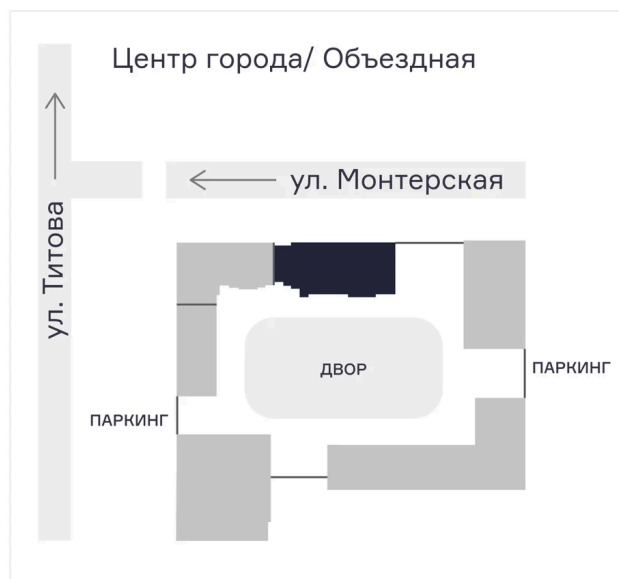 Центр города/ Объездная
ул. Монтерская
ул. Титова
ДВОР
ПАРКИНГ
ПАРКИНГ